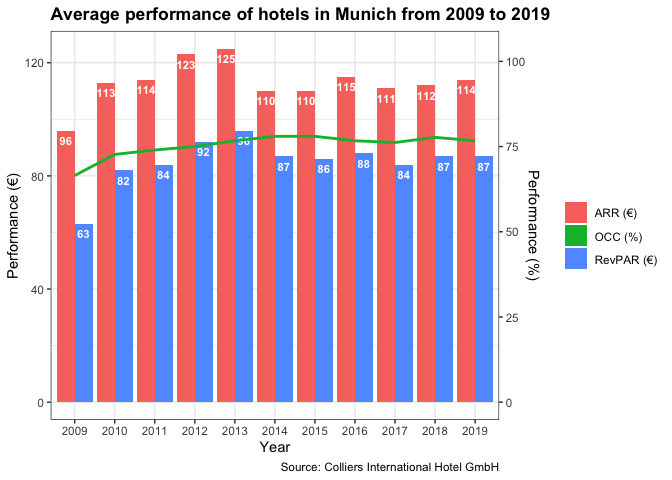 Average performance of hotels in Munich from 2009 to 2019
Performance (€)
120
80
40
0
96 113 114 123 125 110 110 115 111 112 114
63 82 84 92 96 87 86 88 84 87 87
100
75
50
25
0
Performance (%)
2009 2010 2011 2012 2013 2014 2015 2016 2017 2018 2019
Year
ARR (€)
OCC (%)
RevPAR (€)
Source: Colliers International Hotel GmbH